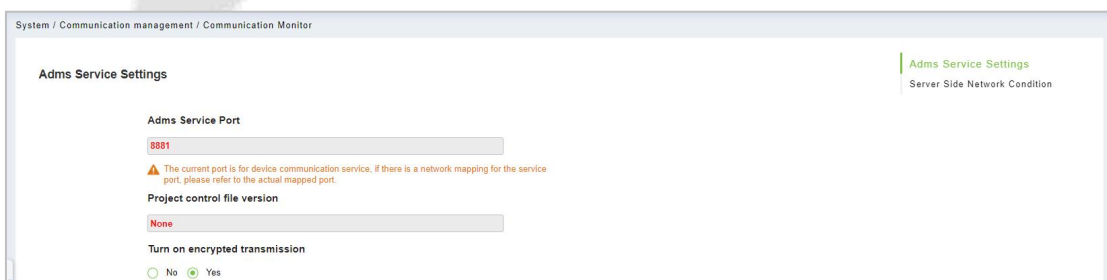 System / Communication management / Communication Monitor
Adms Service Settings
Adms Service Settings
Server Side Network Condition
Adms Service Port
8881
The current port is for device communication service, if there is a network mapping for the service
port, please refer to the actual mapped port.
Project control file version
None
Turn on encrypted transmission
No Yes